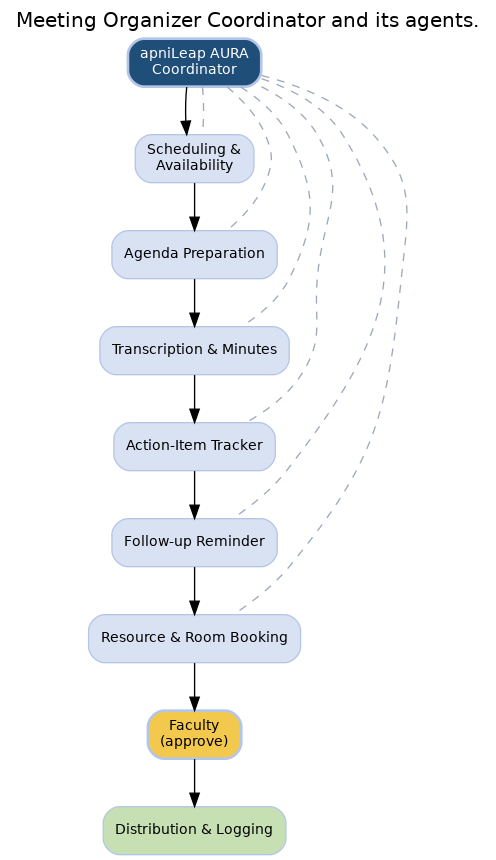 Meeting Organizer Coordinator and its agents.
apniLeap AURA
Coordinator
Scheduling &
Availability
Agenda Preparation
Transcription & Minutes
Action-Item Tracker
Follow-up Reminder
Resource & Room Booking
Faculty
(approve)
Distribution & Logging